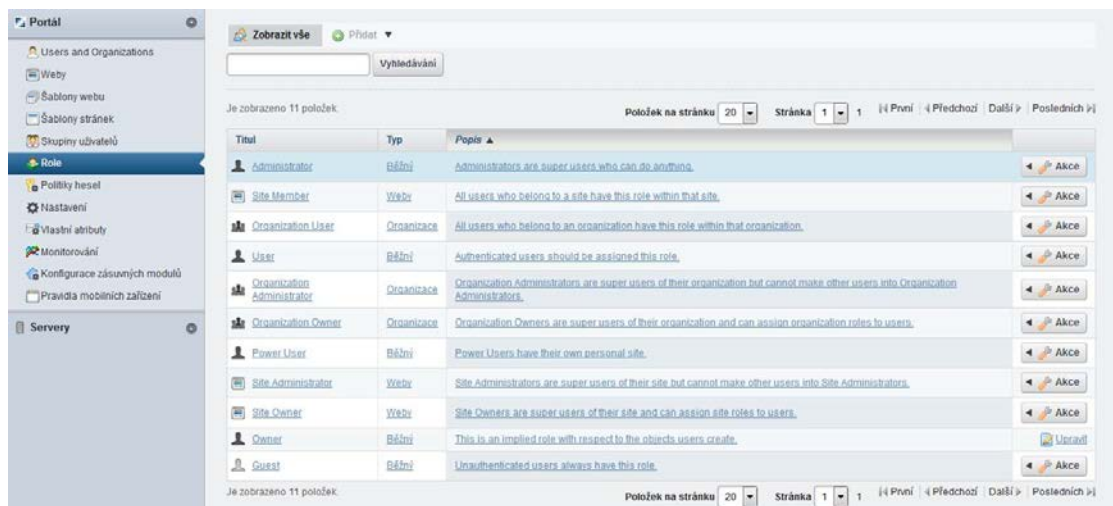 Portál
Users and Organizations
Weby
Šablony webu
Šablony stránek
Skupiny uživatelů
Role
Politiky hesel
Nastavení
Vlastní atributy
Monitorování
Konfigurace zásuvných modulů
Pravidla mobilních zařízení
Servery
Zobrazit vše Přidat
Vyhledávání
Je zobrazeno 11 položek.
Položek na stránku 20 Stránka 1 1 První Předchozí Další Posledních
Titul Typ Popis
Administrator Běžní Administrators are super users who can do anything. Akce
Site Member Weby All users who belong to a site have this role within that site. Akce
Organization User Organizace All users who belong to an organization have this role within that organization. Akce
User Běžní Authenticated users should be assigned this role. Akce
Organization Administrator Organizace Organization Administrators are super users of their organization but cannot make other users into Organization Administrators. Akce
Organization Owner Organizace Organization Owners are super users of their organization and can assign organization roles to users. Akce
Power User Běžní Power Users have their own personal site. Akce
Site Administrator Weby Site Administrators are super users of their site but cannot make other users into Site Administrators. Akce
Site Owner Weby Site Owners are super users of their site and can assign site roles to users. Akce
Owner Běžní This is an implied role with respect to the objects users create. Upravit
Guest Běžní Unauthenticated users always have this role. Akce
Je zobrazeno 11 položek.
Položek na stránku 20 Stránka 1 1 První Předchozí Další Posledních